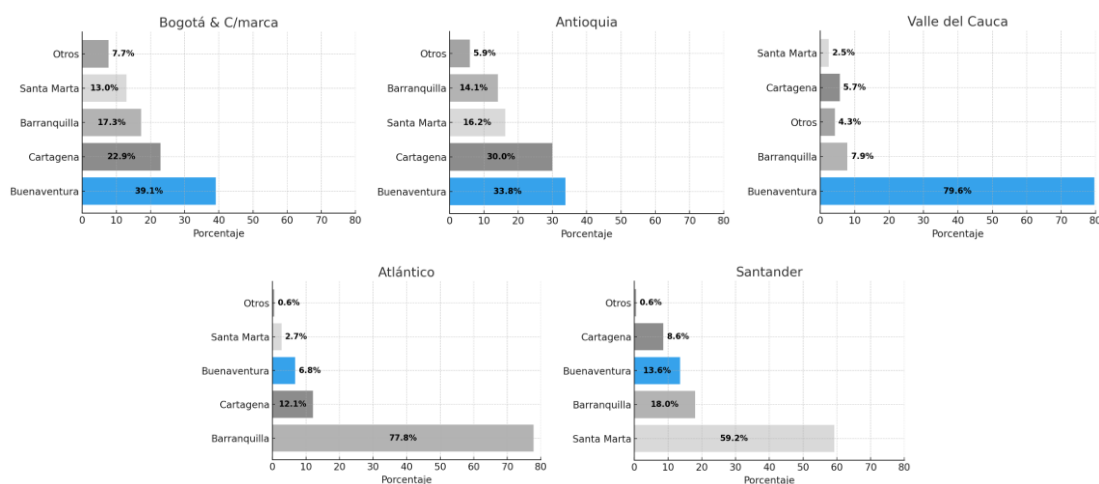 Bogotá & C/marca
Otros 7.7%
Santa Marta 13.0%
Barranquilla 17.3%
Cartagena 22.9%
Buenaventura 39.1%
0 10 20 30 40 50 60 70 80
Porcentaje
Antioquia
Otros 5.9%
Barranquilla 14.1%
Santa Marta 16.2%
Cartagena 30.0%
Buenaventura 33.8%
0 10 20 30 40 50 60 70 80
Porcentaje
Valle del Cauca
Santa Marta 2.5%
Cartagena 5.7%
Otros 4.3%
Barranquilla 7.9%
Buenaventura 79.6%
0 10 20 30 40 50 60 70 80
Porcentaje
Atlántico
Otros 0.6%
Santa Marta 2.7%
Buenaventura 6.8%
Cartagena 12.1%
Barranquilla 77.8%
0 10 20 30 40 50 60 70 80
Porcentaje
Santander
Otros 0.6%
Cartagena 8.6%
Buenaventura 13.6%
Barranquilla 18.0%
Santa Marta 59.2%
0 10 20 30 40 50 60 70 80
Porcentaje